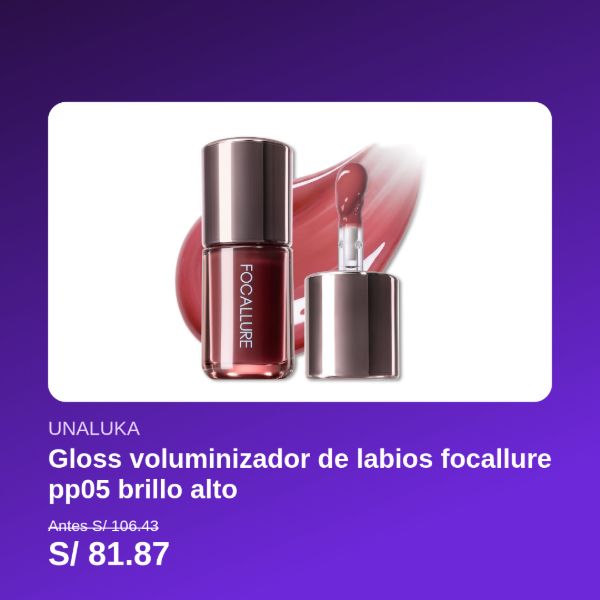 FOCALLURE
UNALUKA
Gloss voluminizador de labios focallure
pp05 brillo alto
Antes S/ 106.43
S/ 81.87